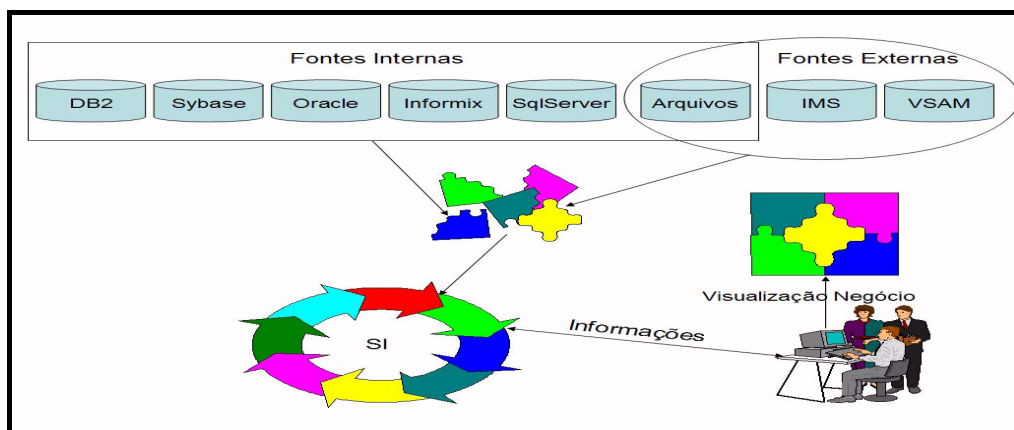 Fontes Internas
Fontes Externas
DB2
Sybase
Oracle
Informix
SqlServer
Arquivos
IMS
VSAM
Visualização Negócio
Informações
SI